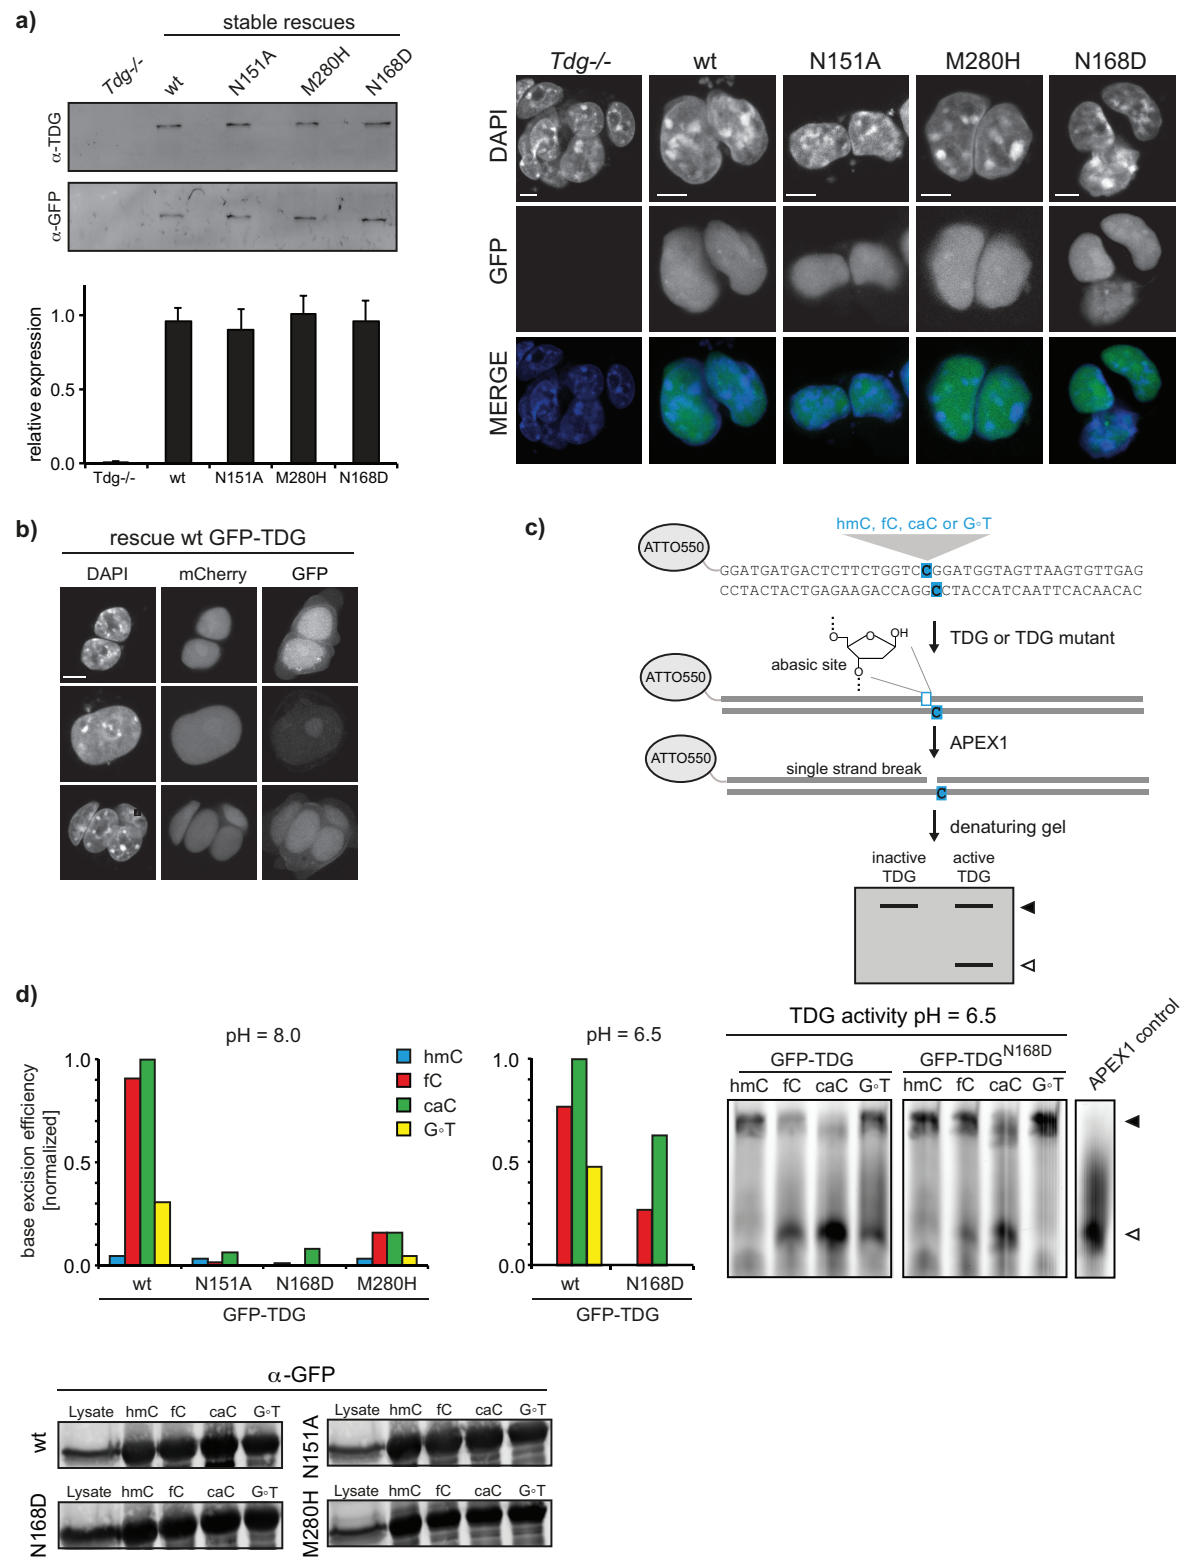 a)
stable rescues
Tdg-/-
wt
N151A
M280H
N168D
α-TDG
α-GFP
relative expression
1.0
0.5
0.0
Tdg-/- wt N151A M280H N168D
Tdg-/- wt N151A M280H N168D
DAPI
GFP
MERGE
b)
rescue wt GFP-TDG
DAPI mCherry GFP
c)
hmC, fC, caC or G∘T
ATTO550
GGATGATGACTCTTCTGGTCCGGATGGTAGTTAAGTGTTGAG
CCTACTACTGAGAAGACCAGGCCTACCATCAATTCACAACAC
TDG or TDG mutant
O
O
OH
O
abasic site
ATTO550
C
APEX1
ATTO550
single strand break
C
denaturing gel
inactive TDG
active TDG
d)
pH = 8.0
base excision efficiency
[normalized]
1.0
0.5
0.0
hmC
fC
caC
G∘T
wt N151A N168D M280H
GFP-TDG
pH = 6.5
1.0
0.5
0.0
wt N168D
GFP-TDG
TDG activity pH = 6.5
GFP-TDG GFP-TDG^N168D
hmC fC caC G∘T hmC fC caC G∘T
APEX1 control
α-GFP
wt
Lysate hmC fC caC G∘T
N151A
Lysate hmC fC caC G∘T
N168D
Lysate hmC fC caC G∘T
M280H
Lysate hmC fC caC G∘T